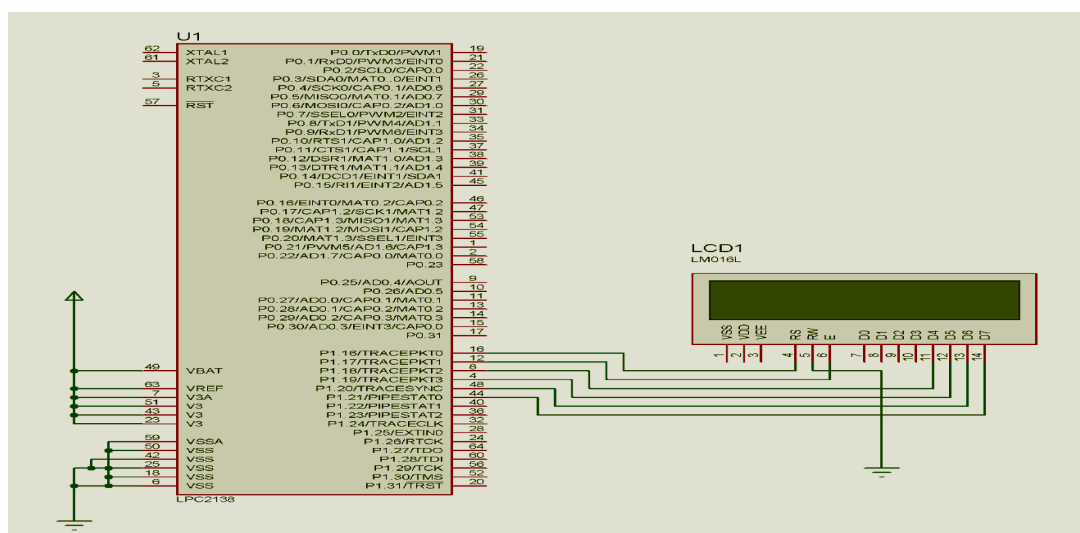 U1
62 XTAL1
61 XTAL2
3 RTXC1
5 RTXC2
57 RST
49 VBAT
63 VREF
7 V3A
51 V3
43 V3
23 V3
59 VSSA
50 VSS
42 VSS
25 VSS
18 VSS
6 VSS
P0.0/TxD0/PWM1 19
P0.1/RxD0/PWM3/EINT0 21
P0.2/SCL0/CAP0.0 22
P0.3/SDA0/MAT0..0/EINT1 26
P0.4/SCK0/CAP0.1/AD0.6 27
P0.5/MISO0/MAT0.1/AD0.7 29
P0.6/MOSI0/CAP0.2/AD1.0 30
P0.7/SSEL0/PWM2/EINT2 31
P0.8/TxD1/PWM4/AD1.1 33
P0.9/RxD1/PWM6/EINT3 34
P0.10/RTS1/CAP1.0/AD1.2 35
P0.11/CTS1/CAP1.1/SCL1 37
P0.12/DSR1/MAT1.0/AD1.3 38
P0.13/DTR1/MAT1.1/AD1.4 39
P0.14/DCD1/EINT1/SDA1 41
P0.15/RI1/EINT2/AD1.5 45
P0.16/EINT0/MAT0.2/CAP0.2 46
P0.17/CAP1.2/SCK1/MAT1.2 47
P0.18/CAP1.3/MISO1/MAT1.3 53
P0.19/MAT1.2/MOSI1/CAP1.2 54
P0.20/MAT1.3/SSEL1/EINT3 55
P0.21/PWM5/AD1.6/CAP1.3 1
P0.22/AD1.7/CAP0.0/MAT0.0 2
P0.23 58
P0.25/AD0.4/AOUT 9
P0.26/AD0.5 10
P0.27/AD0.0/CAP0.1/MAT0.1 11
P0.28/AD0.1/CAP0.2/MAT0.2 13
P0.29/AD0.2/CAP0.3/MAT0.3 14
P0.30/AD0.3/EINT3/CAP0.0 15
P0.31 17
P1.16/TRACEPKT0 16
P1.17/TRACEPKT1 12
P1.18/TRACEPKT2 8
P1.19/TRACEPKT3 4
P1.20/TRACESYNC 48
P1.21/PIPESTAT0 44
P1.22/PIPESTAT1 40
P1.23/PIPESTAT2 36
P1.24/TRACECLK 32
P1.25/EXTIN0 28
P1.26/RTCK 24
P1.27/TDO 64
P1.28/TDI 60
P1.29/TCK 56
P1.30/TMS 52
P1.31/TRST 20
LPC2138
LCD1
LM016L
VSS VDD VEE RS RW E D0 D1 D2 D3 D4 D5 D6 D7
1 2 3 4 5 6 7 8 9 10 11 12 13 14